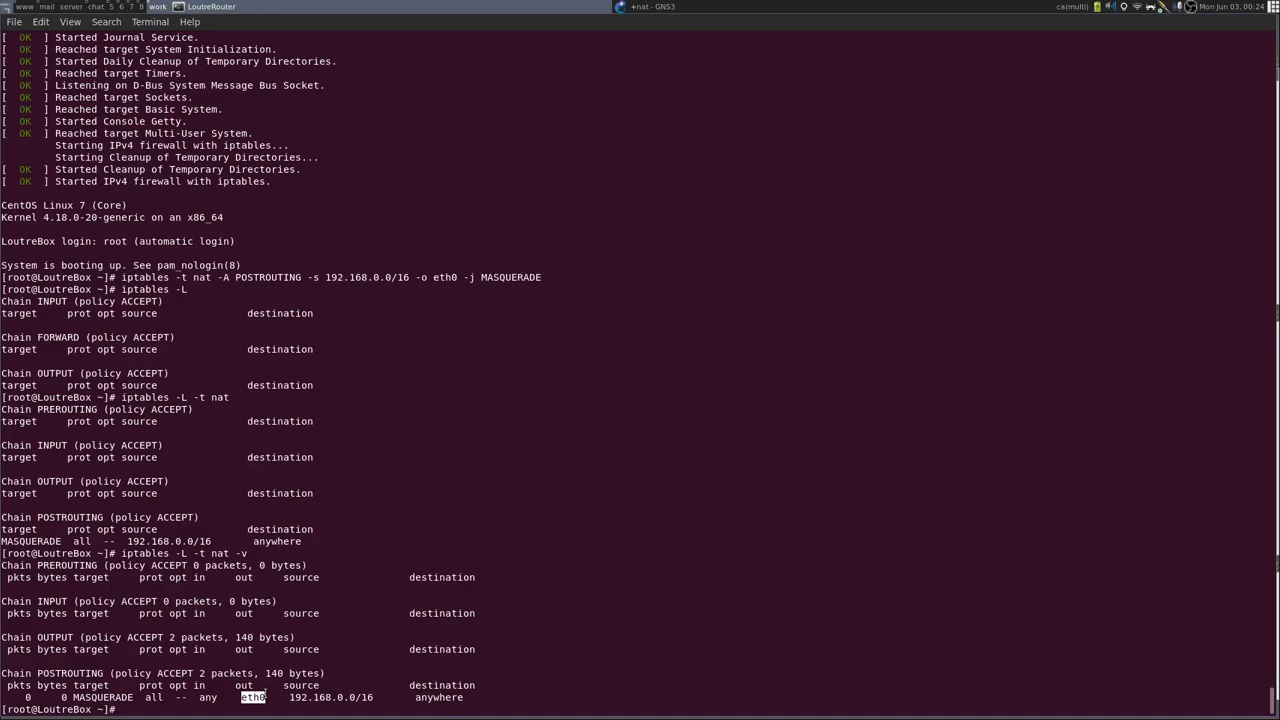 www mail server chat 5 6 7 8 work LoutreRouter +nat - GNS3 ca(multi) Mon Jun 03, 00:24
File Edit View Search Terminal Help
[  OK  ] Started Journal Service.
[  OK  ] Reached target System Initialization.
[  OK  ] Started Daily Cleanup of Temporary Directories.
[  OK  ] Reached target Timers.
[  OK  ] Listening on D-Bus System Message Bus Socket.
[  OK  ] Reached target Sockets.
[  OK  ] Reached target Basic System.
[  OK  ] Started Console Getty.
[  OK  ] Reached target Multi-User System.
Starting IPv4 firewall with iptables...
Starting Cleanup of Temporary Directories...
[  OK  ] Started Cleanup of Temporary Directories.
[  OK  ] Started IPv4 firewall with iptables.
CentOS Linux 7 (Core)
Kernel 4.18.0-20-generic on an x86_64
LoutreBox login: root (automatic login)
System is booting up. See pam_nologin(8)
[root@LoutreBox ~]# iptables -t nat -A POSTROUTING -s 192.168.0.0/16 -o eth0 -j MASQUERADE
[root@LoutreBox ~]# iptables -L
Chain INPUT (policy ACCEPT)
target     prot opt source               destination
Chain FORWARD (policy ACCEPT)
target     prot opt source               destination
Chain OUTPUT (policy ACCEPT)
target     prot opt source               destination
[root@LoutreBox ~]# iptables -L -t nat
Chain PREROUTING (policy ACCEPT)
target     prot opt source               destination
Chain INPUT (policy ACCEPT)
target     prot opt source               destination
Chain OUTPUT (policy ACCEPT)
target     prot opt source               destination
Chain POSTROUTING (policy ACCEPT)
target     prot opt source               destination
MASQUERADE  all  --  192.168.0.0/16       anywhere
[root@LoutreBox ~]# iptables -L -t nat -v
Chain PREROUTING (policy ACCEPT 0 packets, 0 bytes)
pkts bytes target     prot opt in     out     source               destination
Chain INPUT (policy ACCEPT 0 packets, 0 bytes)
pkts bytes target     prot opt in     out     source               destination
Chain OUTPUT (policy ACCEPT 2 packets, 140 bytes)
pkts bytes target     prot opt in     out     source               destination
Chain POSTROUTING (policy ACCEPT 2 packets, 140 bytes)
pkts bytes target     prot opt in     out     source               destination
0     0 MASQUERADE  all  --  any    eth0    192.168.0.0/16       anywhere
[root@LoutreBox ~]#